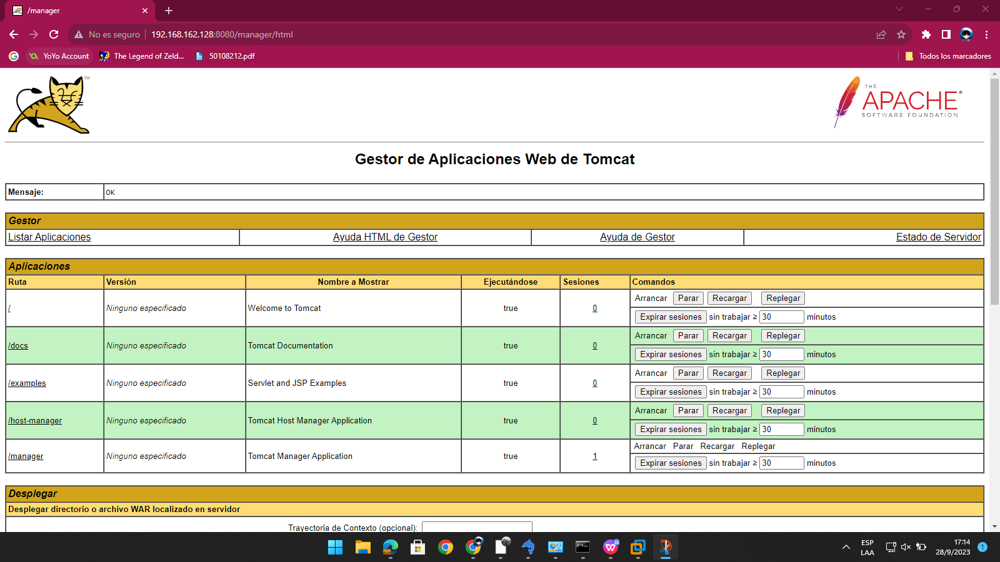 /manager
No es seguro 192.168.162.128:8080/manager/html
YoYo Account The Legend of Zeld... 50108212.pdf Todos los marcadores
TM
THE
APACHE®
SOFTWARE FOUNDATION
Gestor de Aplicaciones Web de Tomcat
Mensaje: OK
Gestor
Listar Aplicaciones Ayuda HTML de Gestor Ayuda de Gestor Estado de Servidor
Aplicaciones
Ruta Versión Nombre a Mostrar Ejecutándose Sesiones Comandos
/ Ninguno especificado Welcome to Tomcat true 0 Arrancar Parar Recargar Replegar
Expirar sesiones sin trabajar ≥ 30 minutos
/docs Ninguno especificado Tomcat Documentation true 0 Arrancar Parar Recargar Replegar
Expirar sesiones sin trabajar ≥ 30 minutos
/examples Ninguno especificado Servlet and JSP Examples true 0 Arrancar Parar Recargar Replegar
Expirar sesiones sin trabajar ≥ 30 minutos
/host-manager Ninguno especificado Tomcat Host Manager Application true 0 Arrancar Parar Recargar Replegar
Expirar sesiones sin trabajar ≥ 30 minutos
/manager Ninguno especificado Tomcat Manager Application true 1 Arrancar Parar Recargar Replegar
Expirar sesiones sin trabajar ≥ 30 minutos
Desplegar
Desplegar directorio o archivo WAR localizado en servidor
Trayectoria de Contexto (opcional):
ESP
LAA
17:14
28/9/2023
1